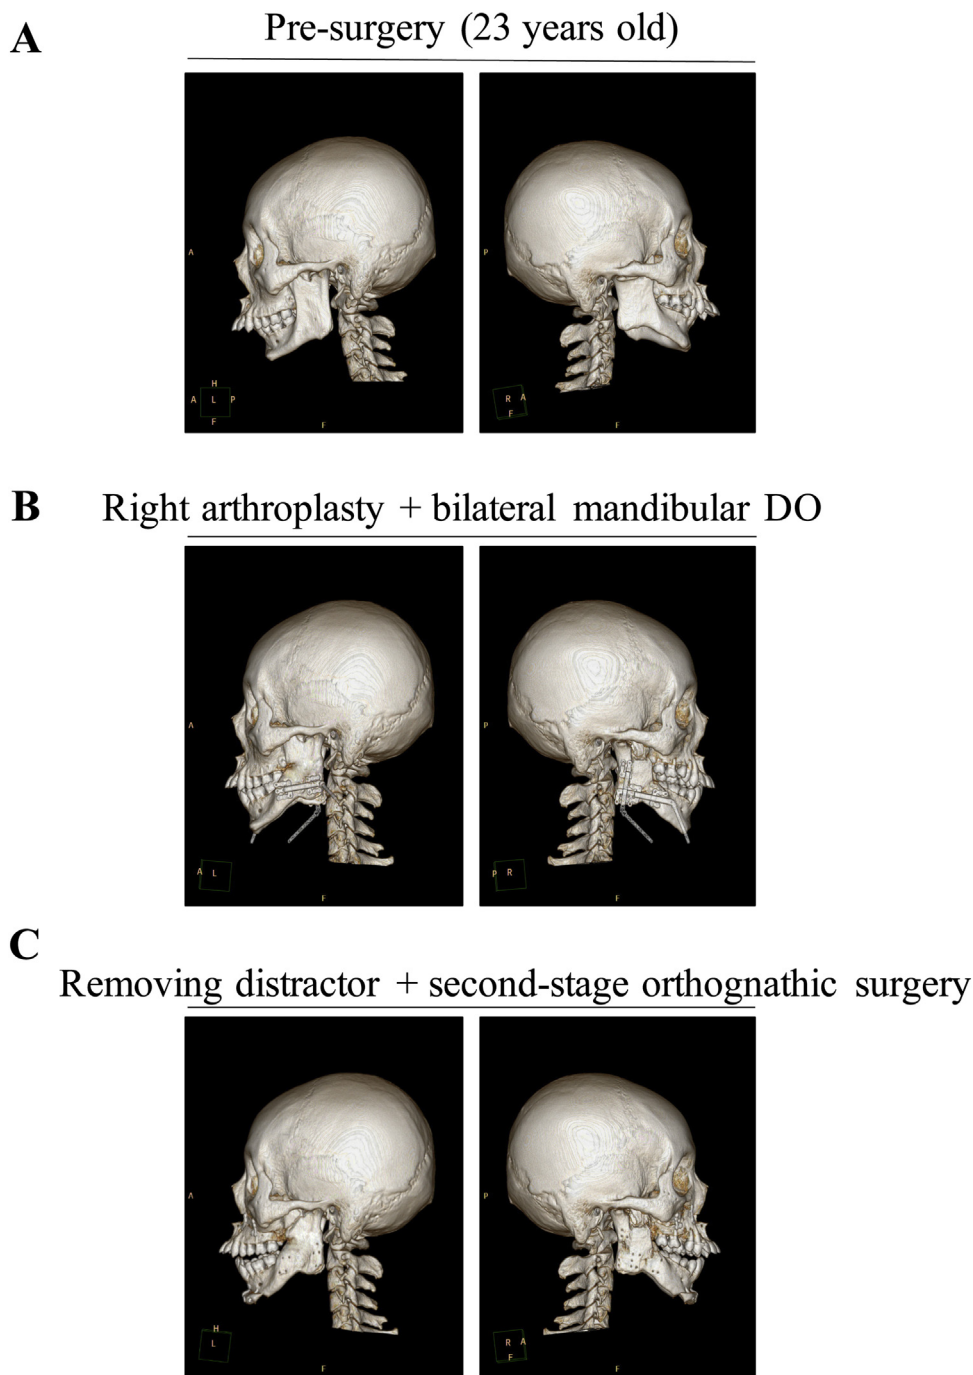 A
Pre-surgery (23 years old)
A
P
H
A L P
F
F
R A
F
F
B
Right arthroplasty + bilateral mandibular DO
A
P
A L
F
P R
F
C
Removing distractor + second-stage orthognathic surgery
A
P
H
L
F
R A
F
F